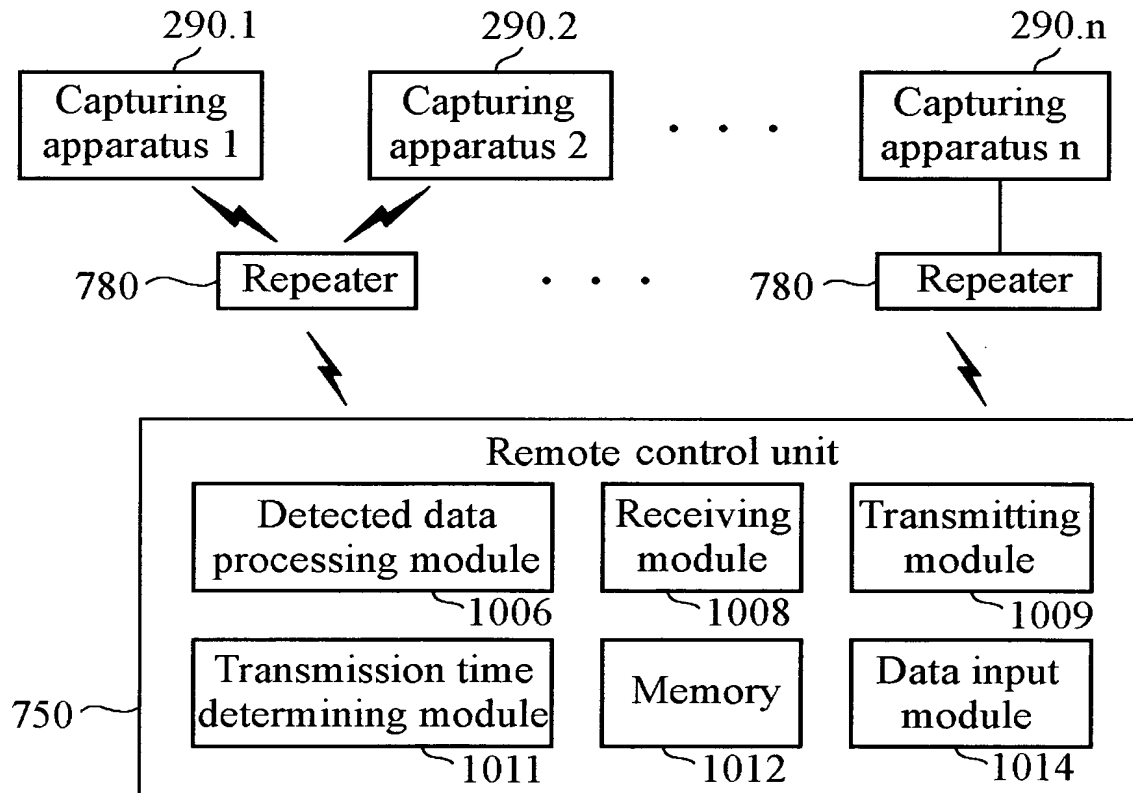 290.1
290.2
290.n
Capturing
apparatus 1
Capturing
apparatus 2
. . .
Capturing
apparatus n
780
Repeater
. . .
780
Repeater
Remote control unit
Detected data
processing module
Receiving
module
Transmitting
module
1006
1008
1009
750
Transmission time
determining module
Memory
Data input
module
1011
1012
1014